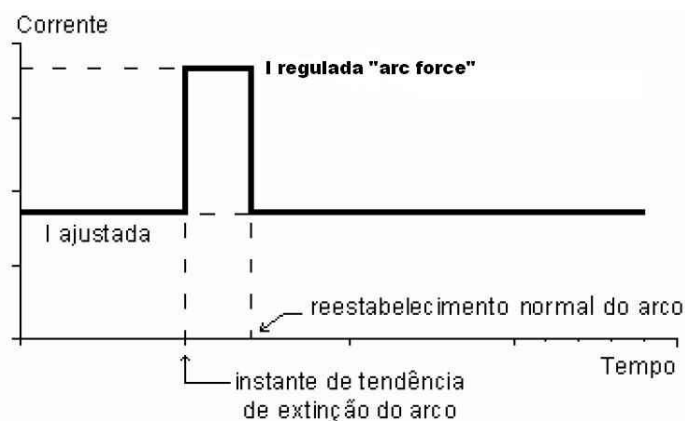 Corrente
I regulada "arc force"
I ajustada
reestabelecimento normal do arco
Tempo
instante de tendência
de extinção do arco